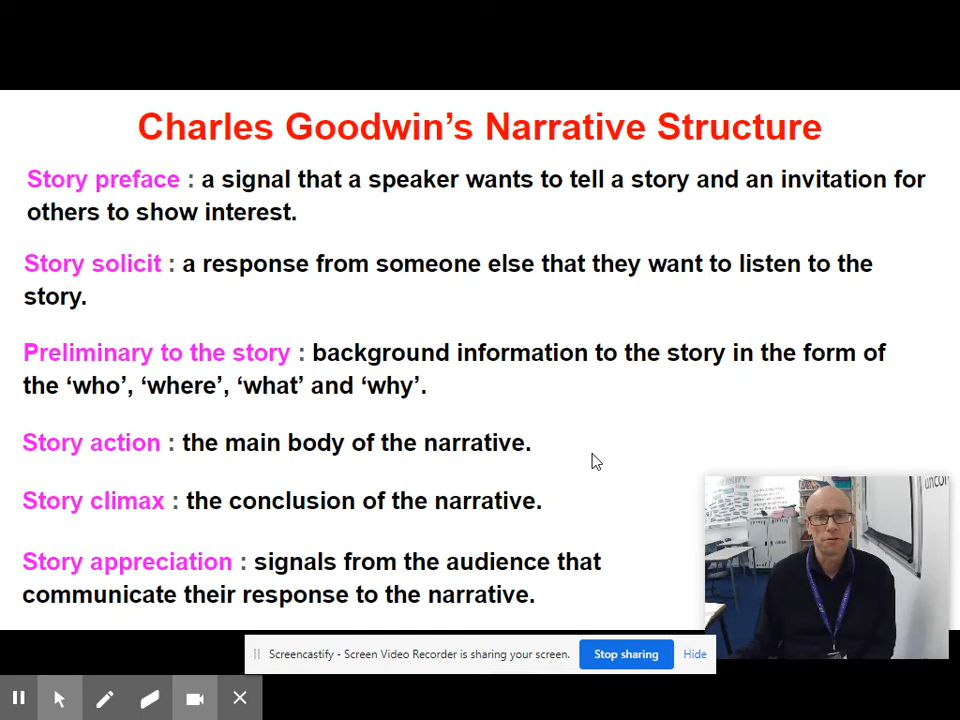 Charles Goodwin’s Narrative Structure
Story preface : a signal that a speaker wants to tell a story and an invitation for
others to show interest.
Story solicit : a response from someone else that they want to listen to the
story.
Preliminary to the story : background information to the story in the form of
the ‘who’, ‘where’, ‘what’ and ‘why’.
Story action : the main body of the narrative.
Story climax : the conclusion of the narrative.
Story appreciation : signals from the audience that
communicate their response to the narrative.
Screencastify - Screen Video Recorder is sharing your screen. Stop sharing Hide